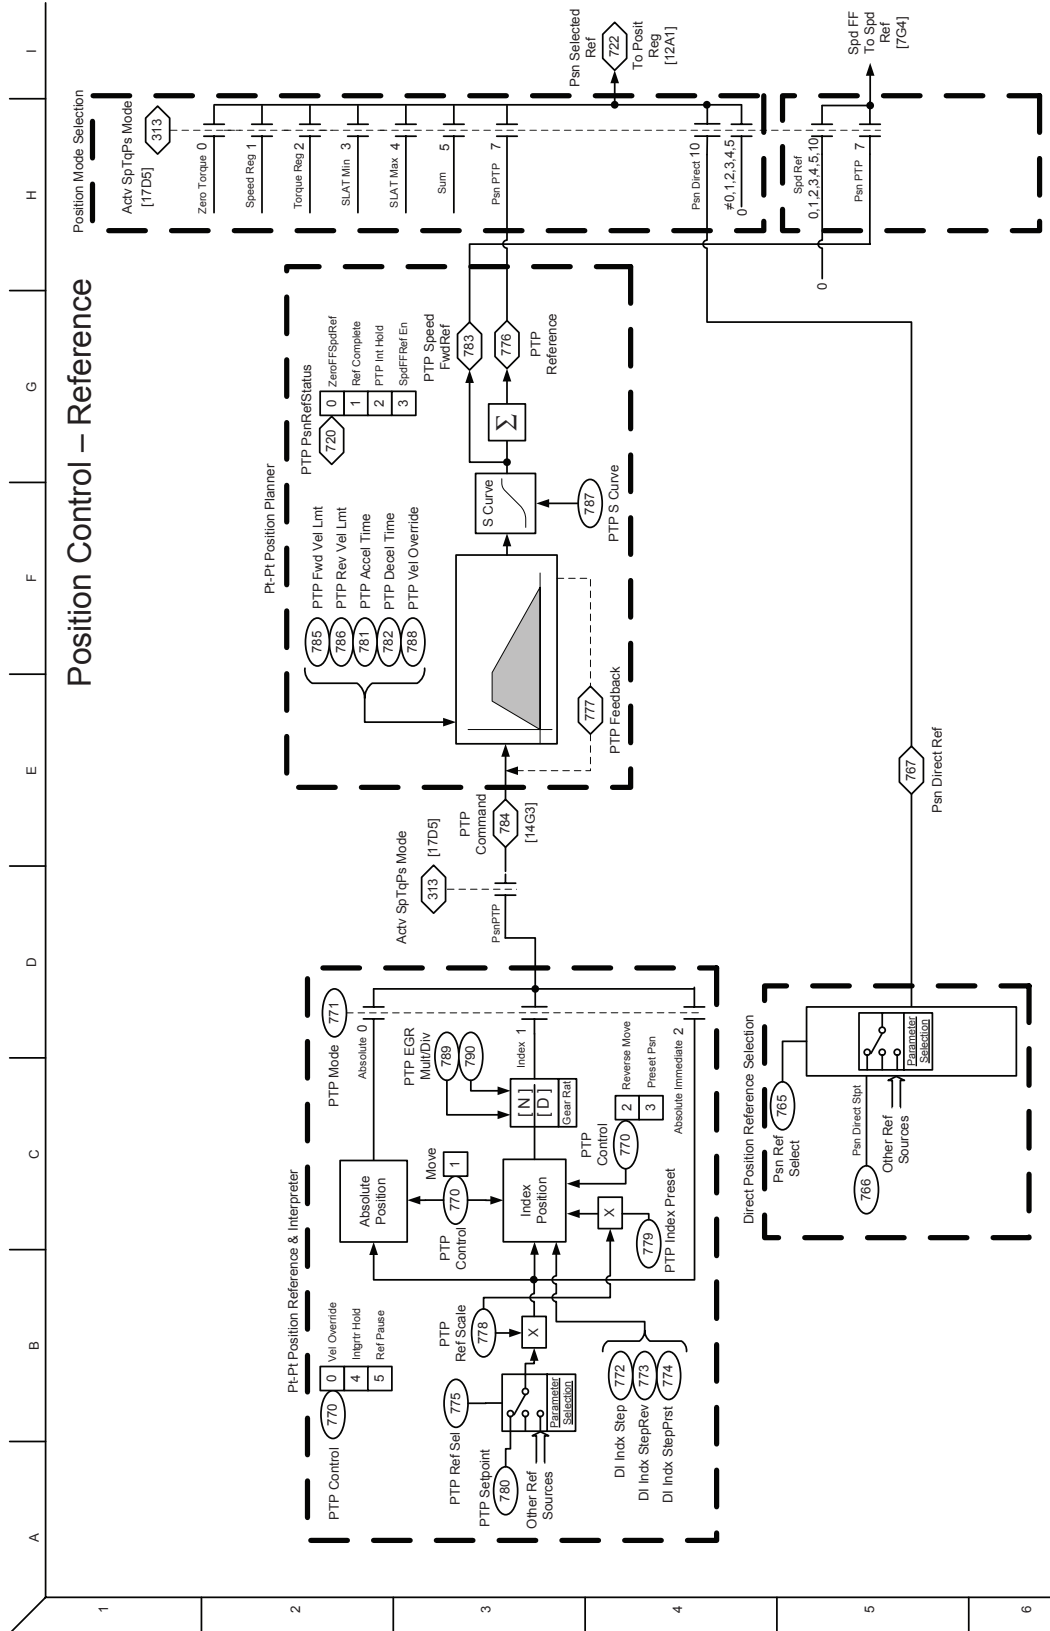 Position Control – Reference
A
B
C
D
E
F
G
H
I
1
2
3
4
5
6
Pt-Pt Position Reference & Interpreter
PTP Control
770
0 Vel Override
4 Intgrtr Hold
5 Ref Pause
PTP Ref Sel
775
PTP Setpoint
780
Other Ref
Sources
Parameter
Selection
PTP
Ref Scale
778
X
DI Indx Step
772
DI Indx StepRev
773
DI Indx StepPrst
774
Absolute
Position
PTP
Control
770
Move
1
Index
Position
X
779
PTP Index Preset
PTP
Control
770
2 Reverse Move
3 Preset Psn
PTP EGR
Mult/Div
789
790
[ N ]
[ D ]
Gear Rat
PTP Mode
771
Absolute 0
Index 1
Absolute Immediate 2
Actv SpTqPs Mode
313
[17D5]
PsnPTP
PTP
Command
784
[14G3]
Pt-Pt Position Planner
785 PTP Fwd Vel Lmt
786 PTP Rev Vel Lmt
781 PTP Accel Time
782 PTP Decel Time
788 PTP Vel Override
777
PTP Feedback
S Curve
787
PTP S Curve
PTP PsnRefStatus
720
0 ZeroFFSpdRef
1 Ref Complete
2 PTP Int Hold
3 SpdFFRef En
Σ
PTP Speed
FwdRef
783
776
PTP
Reference
Position Mode Selection
Actv SpTqPs Mode
[17D5]
313
Zero Torque 0
Speed Reg 1
Torque Reg 2
SLAT Min 3
SLAT Max 4
Sum 5
Psn PTP 7
Psn Direct 10
≠0,1,2,3,4,5
0
Psn Selected
Ref
722
To Posit
Reg
[12A1]
Spd Ref
0,1,2,3,4,5,10
0
Psn PTP 7
Spd FF
To Spd
Ref
[7G4]
Direct Position Reference Selection
Psn Ref
Select
765
766
Psn Direct Stpt
Other Ref
Sources
Parameter
Selection
767
Psn Direct Ref